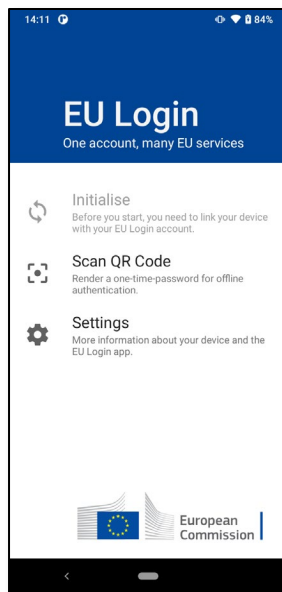 14:11 84%
EU Login
One account, many EU services
Initialise
Before you start, you need to link your device
with your EU Login account.
Scan QR Code
Render a one-time-password for offline
authentication.
Settings
More information about your device and the
EU Login app.
European
Commission